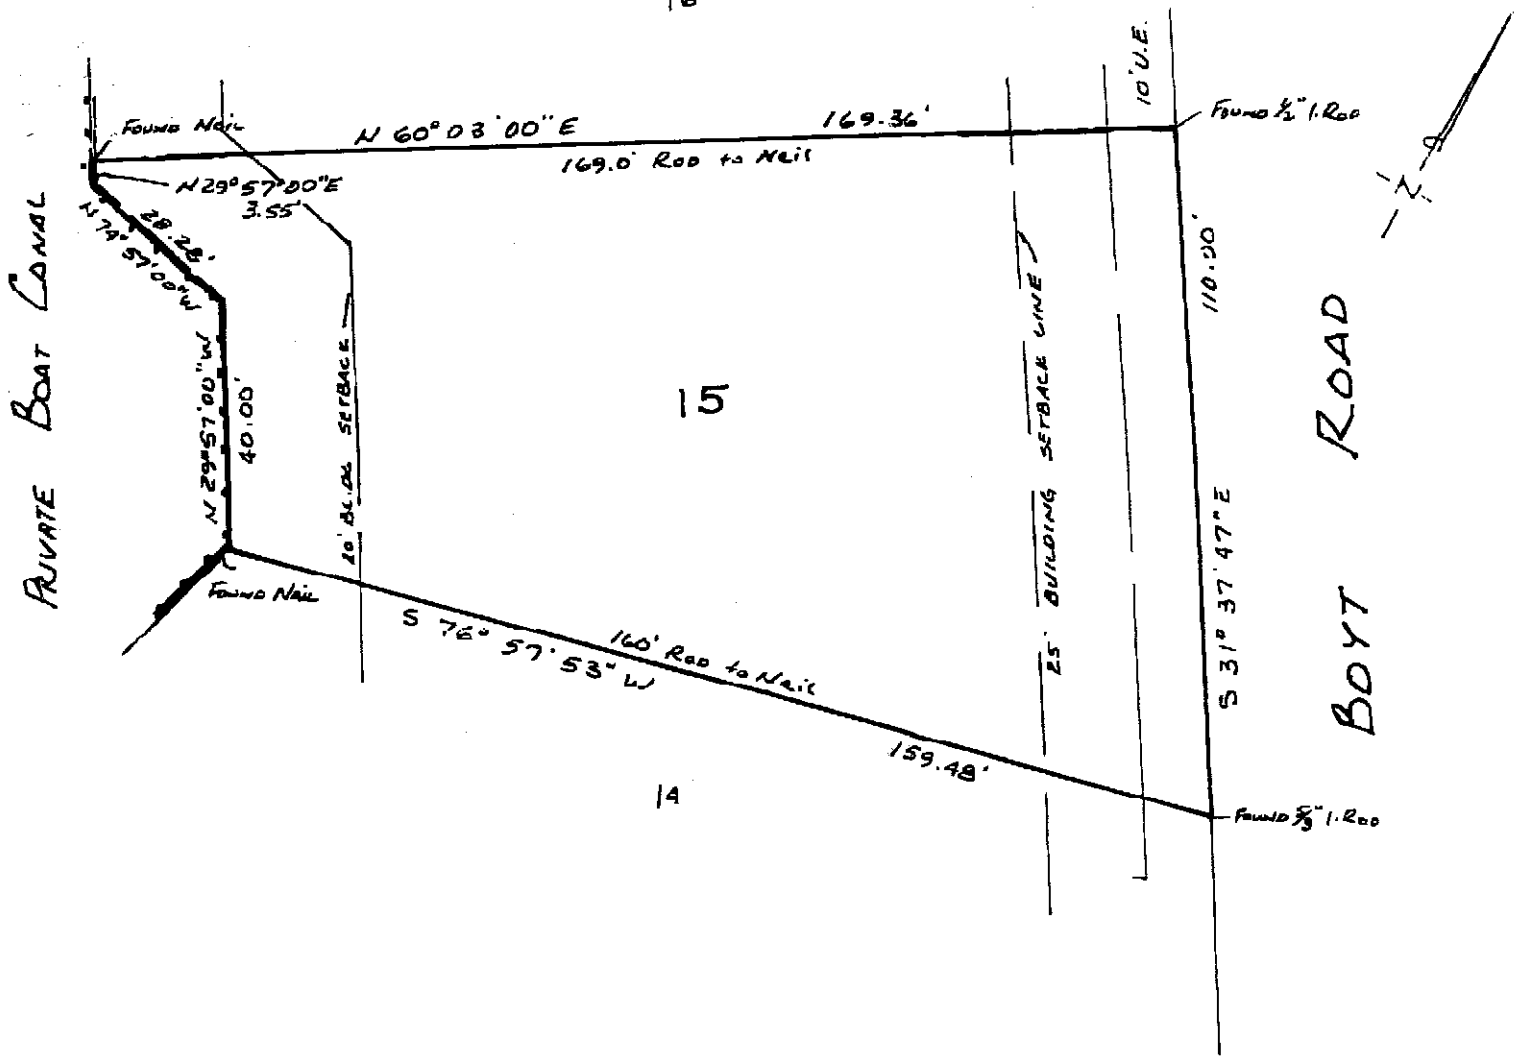 10' U.E.
FOUND NAIL
N 60° 03' 00" E
169.36'
FOUND 1/2" I. ROD
169.0' ROD to NAIL
N 29° 57' 00" E
3.55'
28.28'
N 74° 57' 00" W
PRIVATE BOAT CANAL
N 29° 57' 00" W
40.00'
20' BLDG SETBACK
15
25' BUILDING SETBACK LINE
110.00'
S 31° 37' 47" E
BOYT ROAD
N
FOUND NAIL
S 76° 57' 53" W
160' ROD to NAIL
159.48'
14
FOUND 5/8" I. ROD